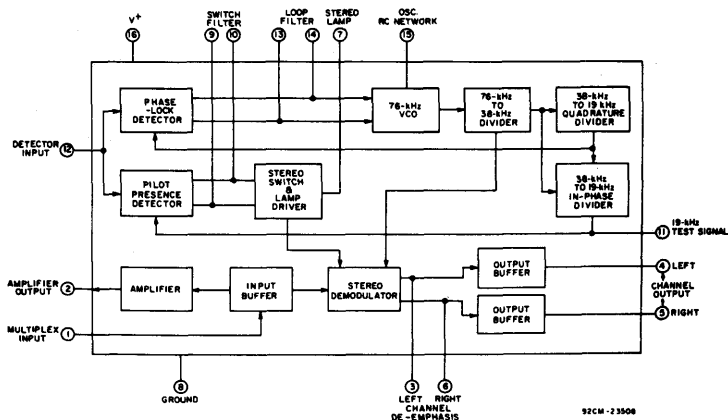 V+
16
SWITCH
FILTER
9 10
LOOP
FILTER
13 14
STEREO
LAMP
7
OSC.
RC NETWORK
15
PHASE
-LOCK
DETECTOR
76-kHz
VCO
76-kHz
TO
38-kHz
DIVIDER
38-kHz
TO 19 kHz
QUADRATURE
DIVIDER
DETECTOR
INPUT
12
PILOT
PRESENCE
DETECTOR
STEREO
SWITCH
&
LAMP
DRIVER
38-kHz
TO 19-kHz
IN-PHASE
DIVIDER
11
19-kHz
TEST SIGNAL
AMPLIFIER
OUTPUT
2
AMPLIFIER
INPUT
BUFFER
STEREO
DEMODULATOR
OUTPUT
BUFFER
4 LEFT
CHANNEL
OUTPUT
OUTPUT
BUFFER
5 RIGHT
MULTIPLEX
INPUT
1
8
GROUND
3 6
LEFT RIGHT
CHANNEL
DE-EMPHASIS
92CM-23508